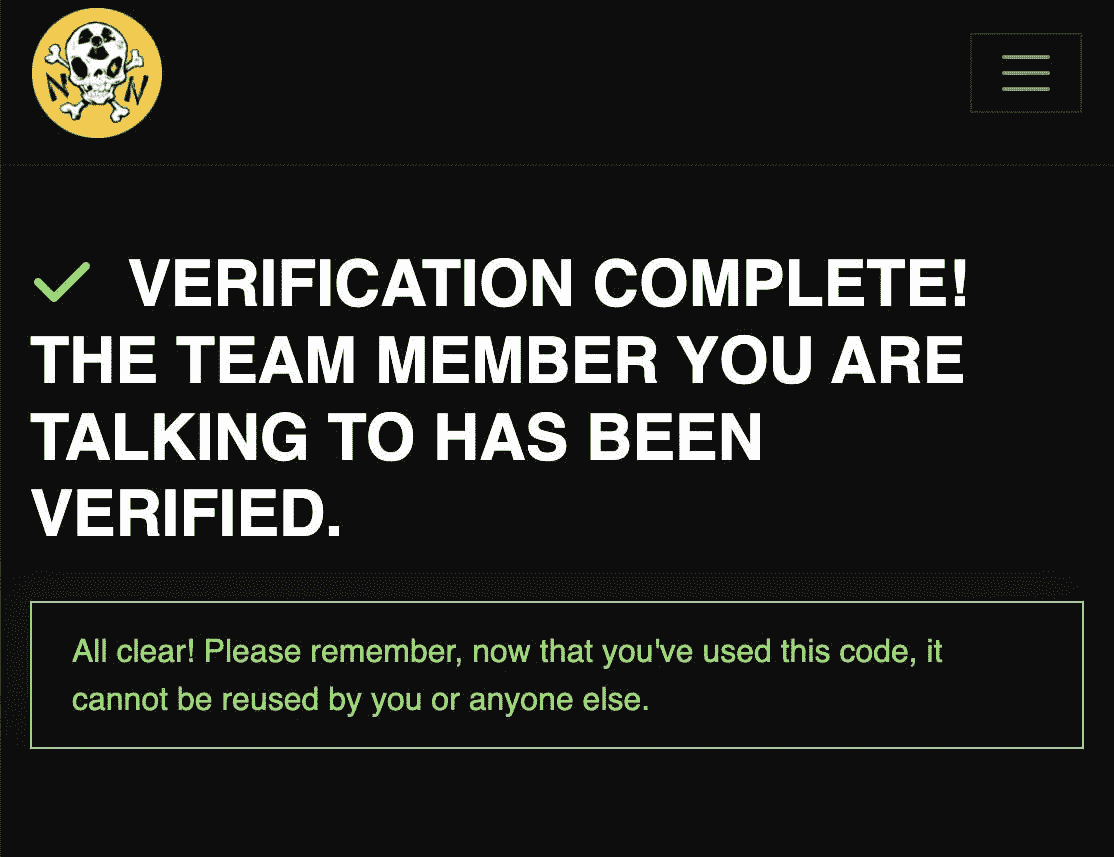 N N
VERIFICATION COMPLETE!
THE TEAM MEMBER YOU ARE
TALKING TO HAS BEEN
VERIFIED.
All clear! Please remember, now that you've used this code, it
cannot be reused by you or anyone else.